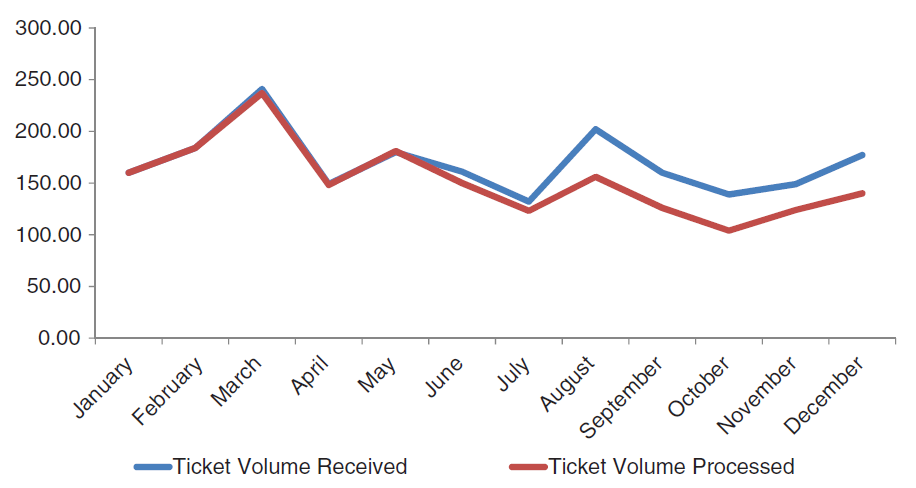 300.00
250.00
200.00
150.00
100.00
50.00
0.00
January
February
March
April
May
June
July
August
September
October
November
December
Ticket Volume Received
Ticket Volume Processed